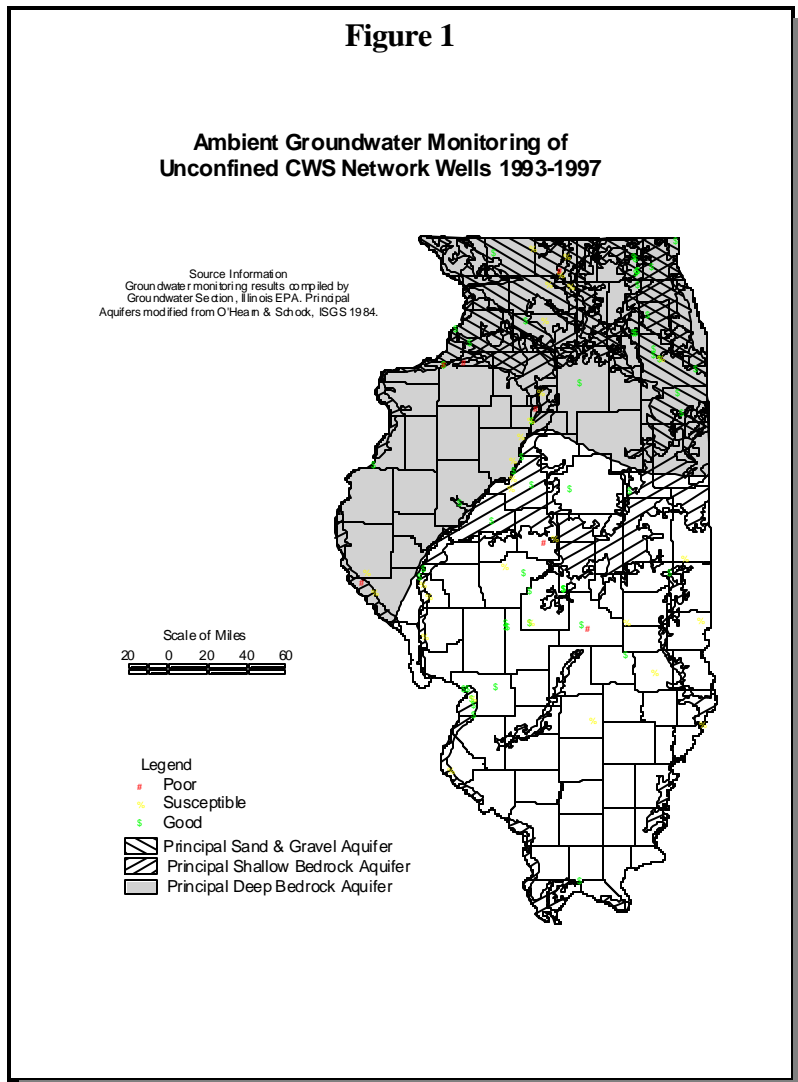 Figure 1
Ambient Groundwater Monitoring of
Unconfined CWS Network Wells 1993-1997
Source Information
Groundwater monitoring results compiled by
Groundwater Section, Illinois EPA. Principal
Aquifers modified from O'Hearn & Schock, ISGS 1984.
Scale of Miles
20 0 20 40 60
Legend
# Poor
% Susceptible
$ Good
Principal Sand & Gravel Aquifer
Principal Shallow Bedrock Aquifer
Principal Deep Bedrock Aquifer